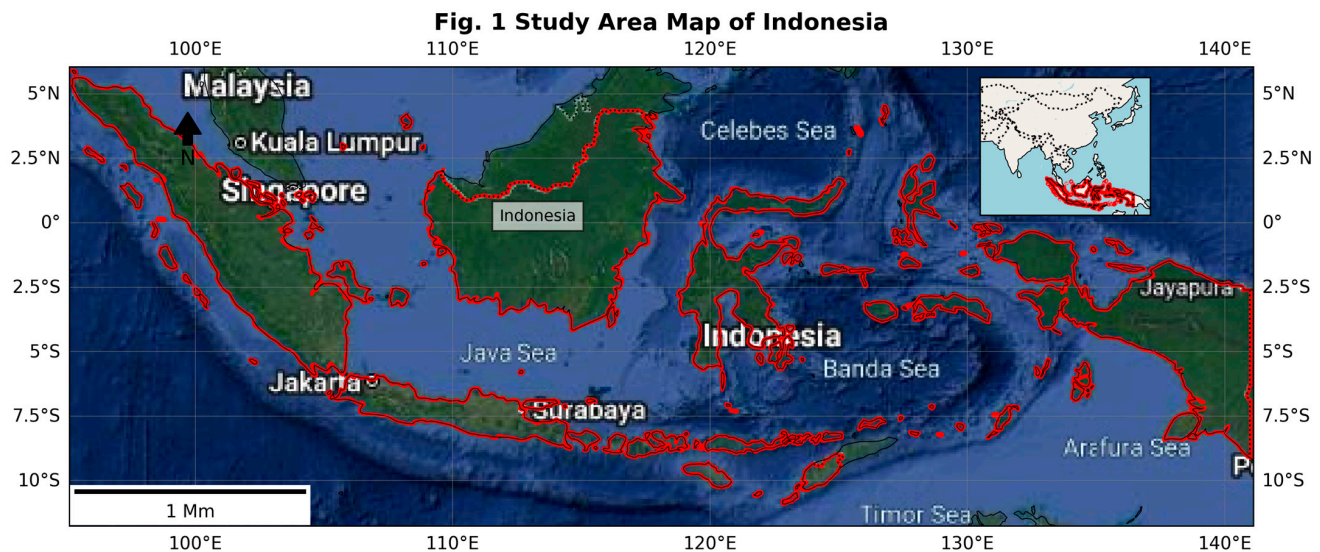 Fig. 1 Study Area Map of Indonesia
100°E 110°E 120°E 130°E 140°E
Malaysia
5°N 5°N
Celebes Sea
Kuala Lumpur
N
2.5°N 2.5°N
Singapore
Indonesia
0° 0°
2.5°S Jayapura 2.5°S
Indonesia
5°S Java Sea 5°S
Banda Sea
Jakarta
7.5°S Surabaya 7.5°S
Arafura Sea
10°S 10°S
1 Mm
Timor Sea
100°E 110°E 120°E 130°E 140°E